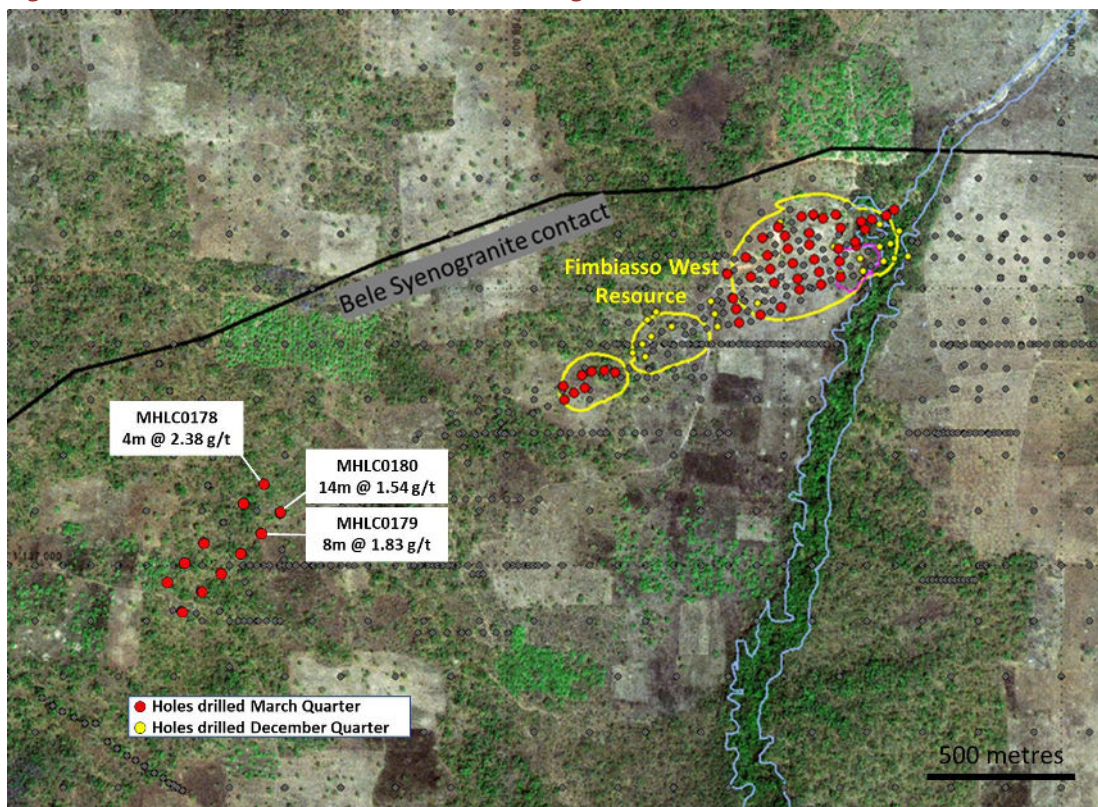 Bele Syenogranite contact
Fimbiasso West
Resource
MHLC0178
4m @ 2.38 g/t
MHLC0180
14m @ 1.54 g/t
MHLC0179
8m @ 1.83 g/t
Holes drilled March Quarter
Holes drilled December Quarter
500 metres